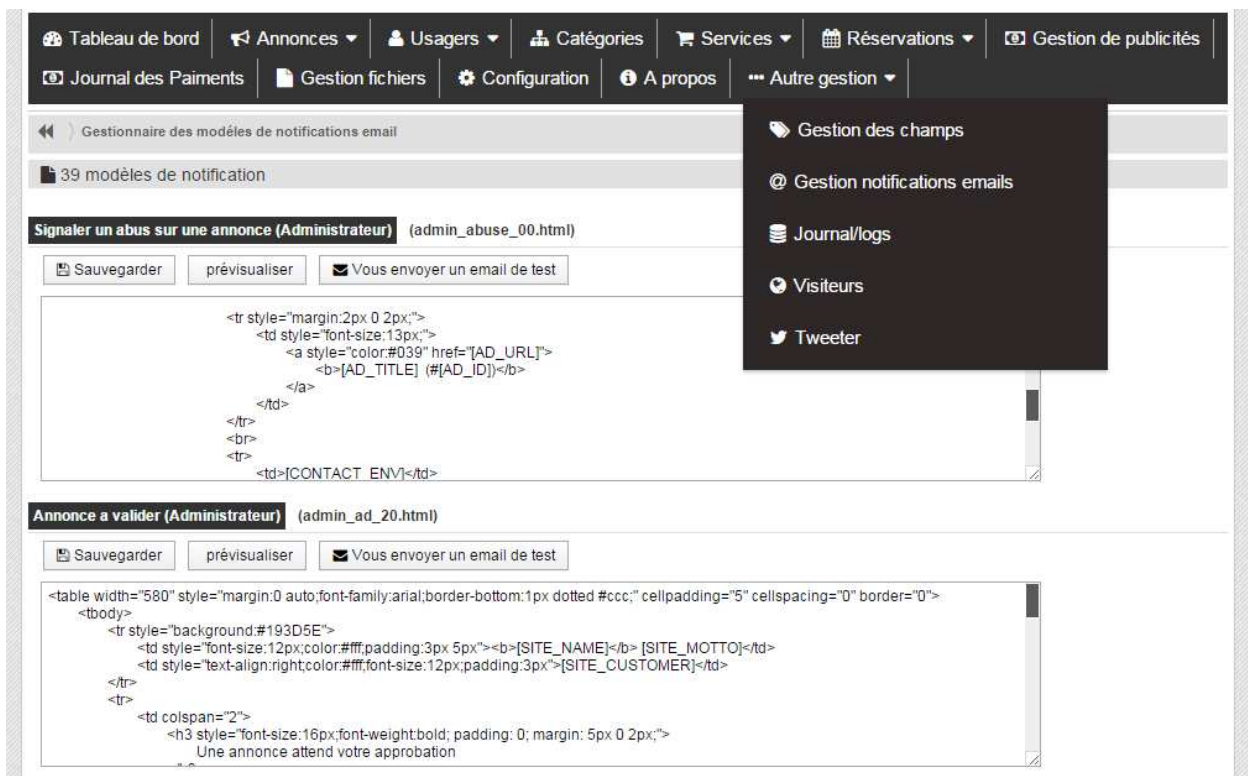 Tableau de bord Annonces Usagers Catégories Services Réservations Gestion de publicités
Journal des Paiments Gestion fichiers Configuration A propos Autre gestion
Gestionnaire des modéles de notifications email
39 modèles de notification
Gestion des champs
@ Gestion notifications emails
Journal/logs
Visiteurs
Tweeter
Signaler un abus sur une annonce (Administrateur) (admin_abuse_00.html)
Sauvegarder prévisualiser Vous envoyer un email de test
<tr style="margin:2px 0 2px;">
<td style="font-size:13px;">
<a style="color:#039" href="[AD_URL]">
<b>[AD_TITLE] (#[AD_ID])</b>
</a>
</td>
</tr>
<br>
<tr>
<td>[CONTACT_ENV]</td>
Annonce a valider (Administrateur) (admin_ad_20.html)
Sauvegarder prévisualiser Vous envoyer un email de test
<table width="580" style="margin:0 auto;font-family:arial;border-bottom:1px dotted #ccc;" cellpadding="5" cellspacing="0" border="0">
<tbody>
<tr style="background:#193D5E">
<td style="font-size:12px;color:#fff;padding:3px 5px"><b>[SITE_NAME]</b> [SITE_MOTTO]</td>
<td style="text-align:right;color:#fff;font-size:12px;padding:3px">[SITE_CUSTOMER]</td>
</tr>
<tr>
<td colspan="2">
<h3 style="font-size:16px;font-weight:bold; padding: 0; margin: 5px 0 2px;">
Une annonce attend votre approbation